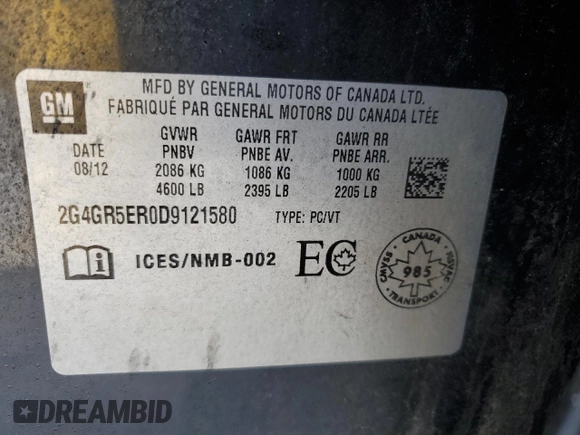 GM
MFD BY GENERAL MOTORS OF CANADA LTD.
FABRIQUÉ PAR GENERAL MOTORS DU CANADA LTÉE
DATE
08/12
GVWR
PNBV
2086 KG
4600 LB
GAWR FRT
PNBE AV.
1086 KG
2395 LB
GAWR RR
PNBE ARR.
1000 KG
2205 LB
2G4GR5ER0D9121580 TYPE: PC/VT
i ICES/NMB-002 EC
CANADA
CMVSS 985 NSVAC
TRANSPORT
DREAMBID